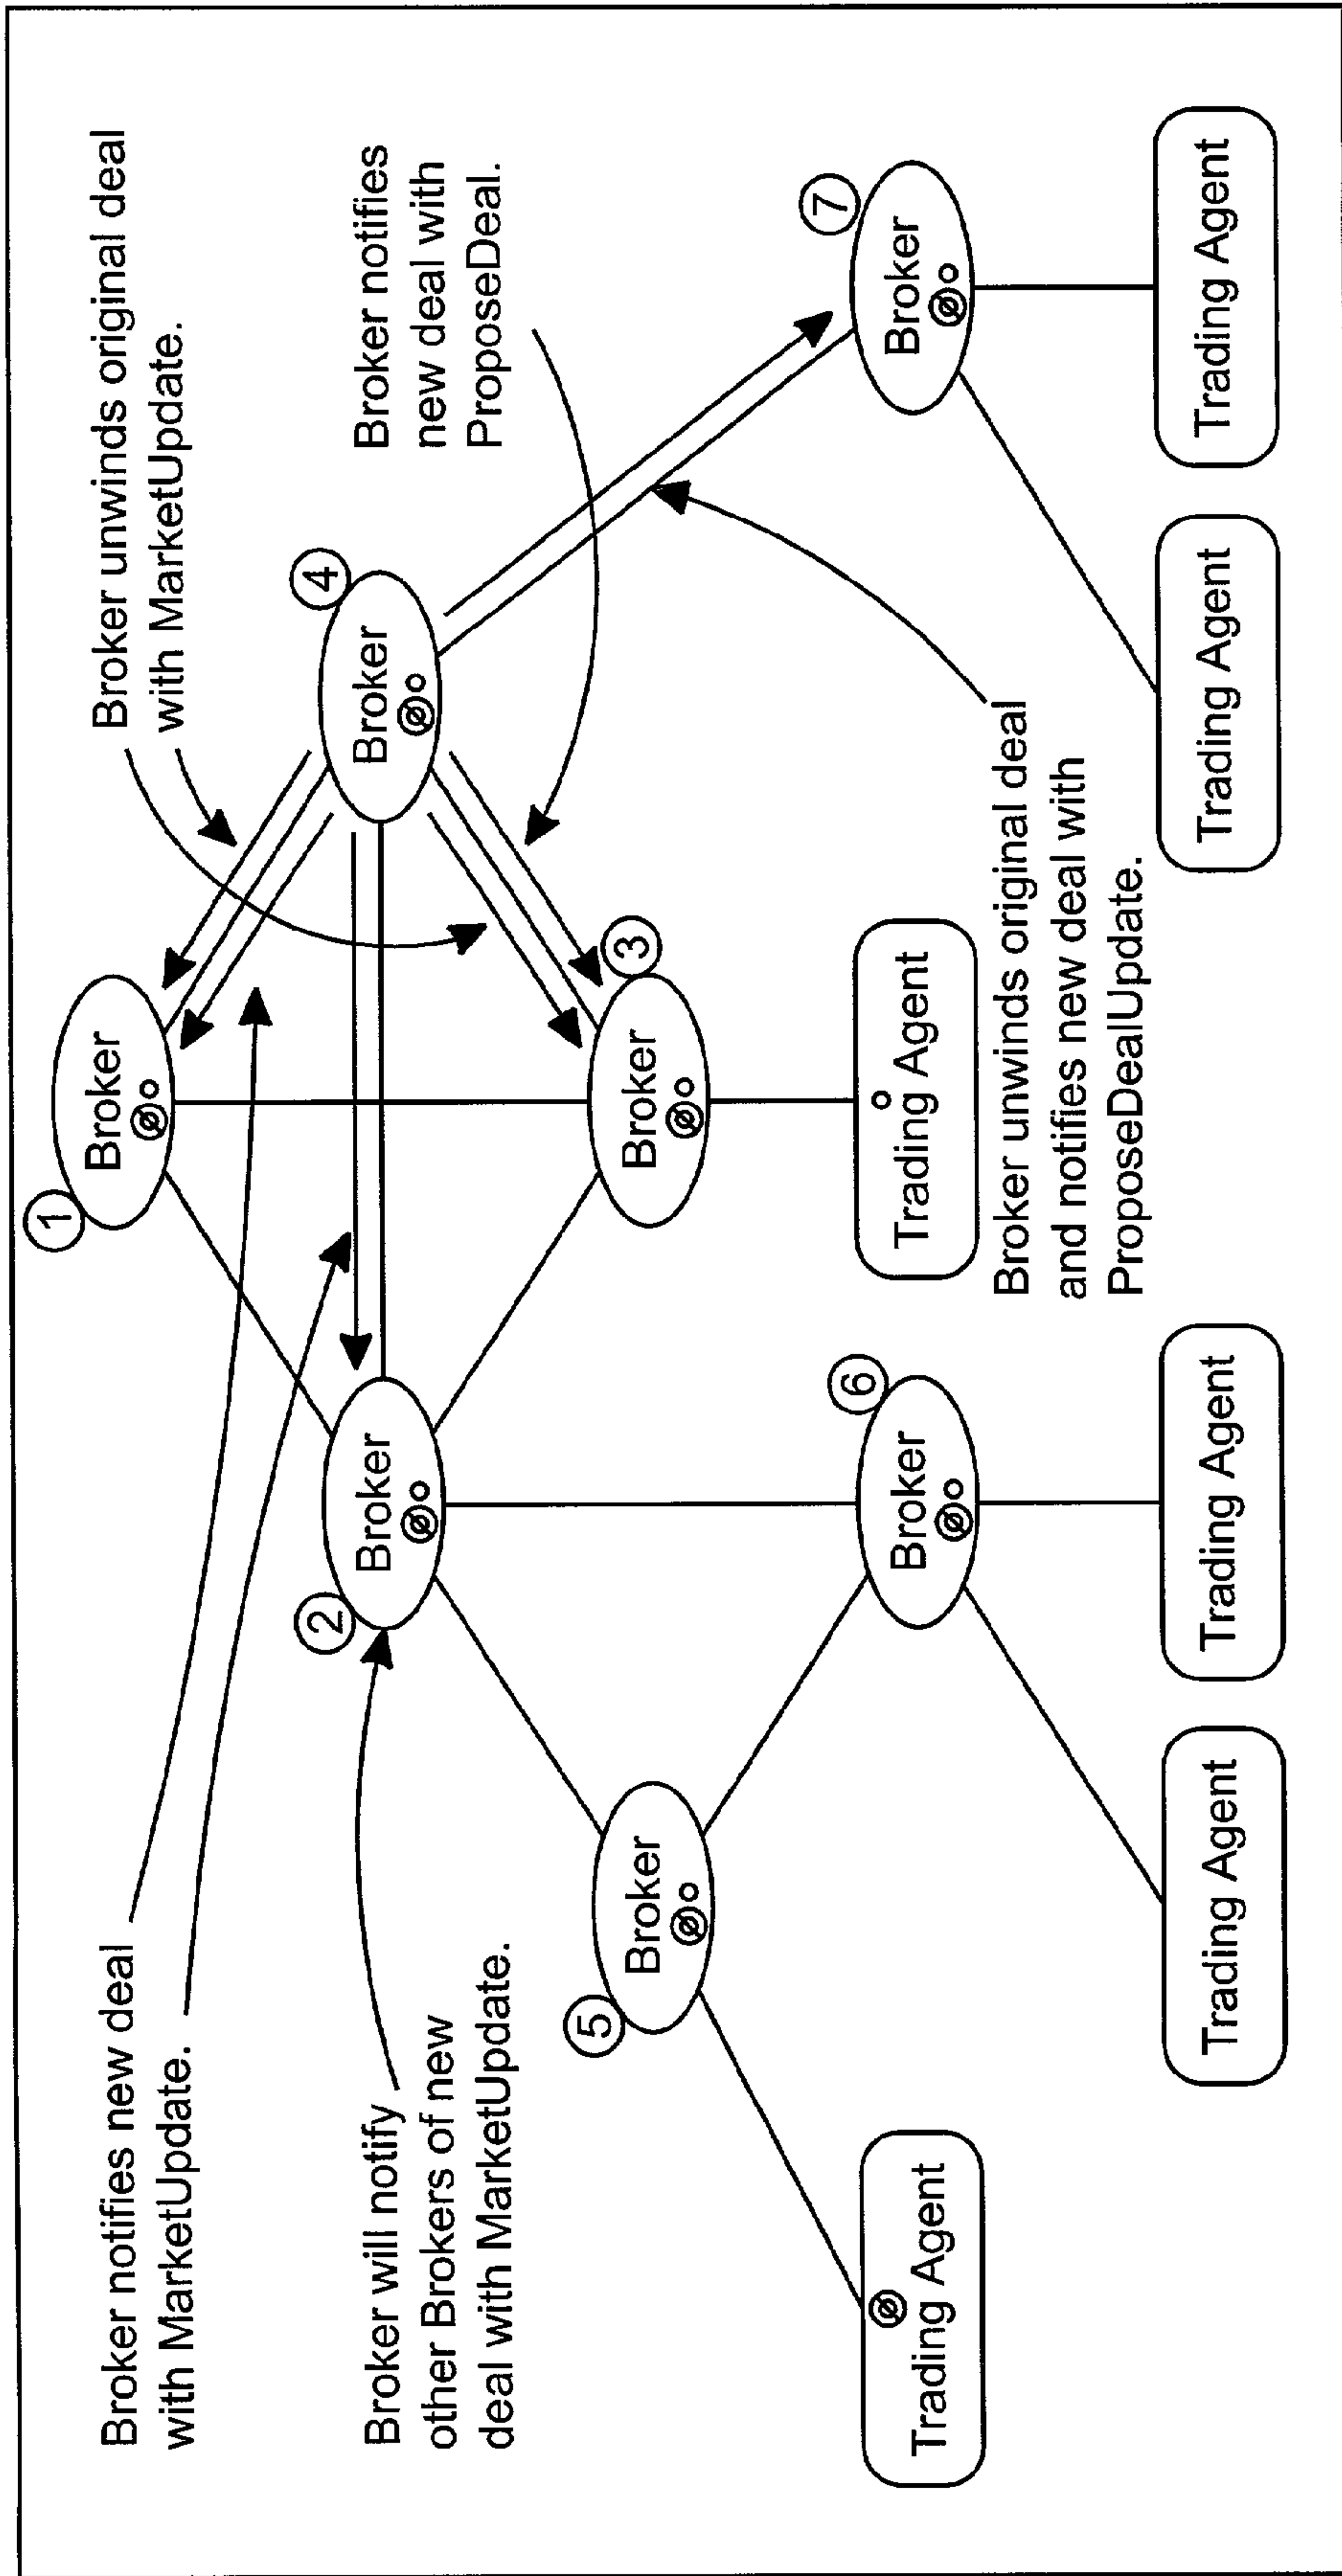 Broker notifies new deal
with MarketUpdate.
Broker unwinds original deal
with MarketUpdate.
1
Broker
Broker will notify
other Brokers of new
deal with MarketUpdate.
2
Broker
4
Broker
Broker notifies
new deal with
ProposeDeal.
5
Broker
3
Broker
6
Broker
7
Broker
Trading Agent
Trading Agent
Broker unwinds original deal
and notifies new deal with
ProposeDealUpdate.
Trading Agent
Trading Agent
Trading Agent
Trading Agent